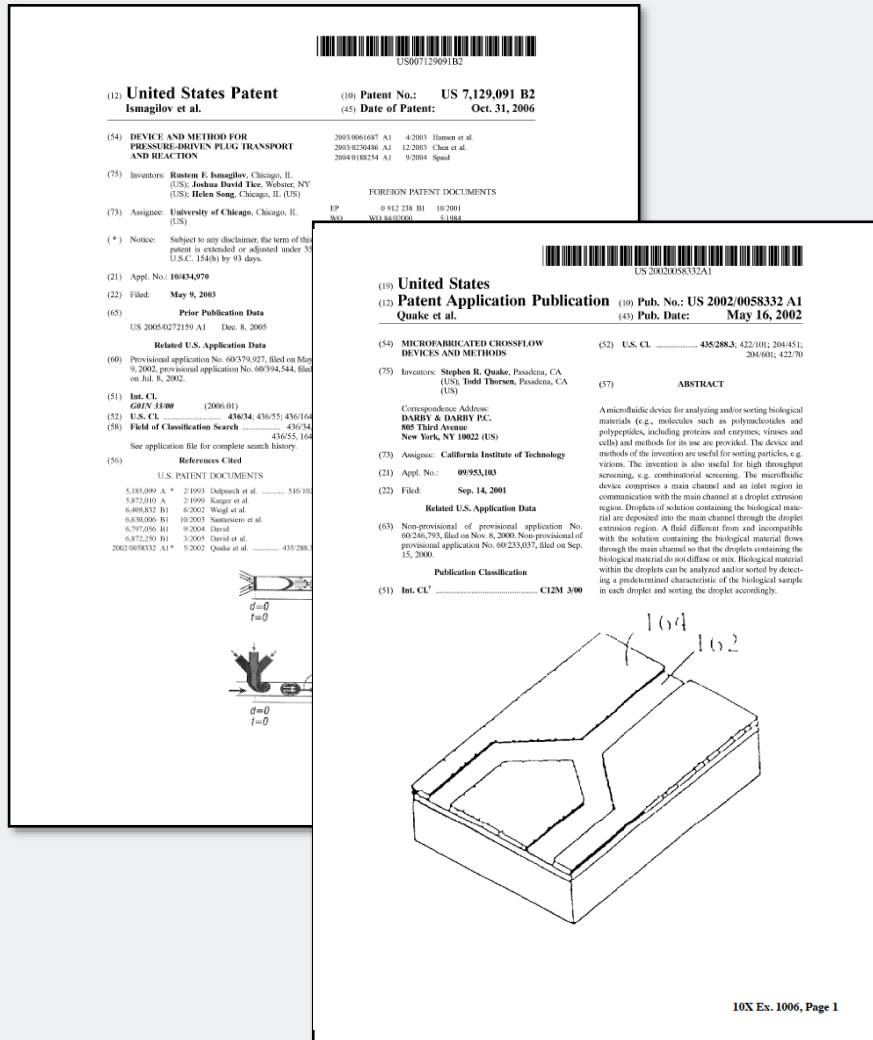 US007129091B2
(12) United States Patent
Ismagilov et al.
(10) Patent No.: US 7,129,091 B2
(45) Date of Patent: Oct. 31, 2006
(54) DEVICE AND METHOD FOR
PRESSURE-DRIVEN PLUG TRANSPORT
AND REACTION
(75) Inventors: Rustem F. Ismagilov, Chicago, IL
(US); Joshua David Tice, Webster, NY
(US); Helen Song, Chicago, IL (US)
(73) Assignee: University of Chicago, Chicago, IL
(US)
( * ) Notice: Subject to any disclaimer, the term of this
patent is extended or adjusted under 35
U.S.C. 154(b) by 93 days.
(21) Appl. No.: 10/434,970
(22) Filed: May 9, 2003
(65) Prior Publication Data
US 2005/0272159 A1 Dec. 8, 2005
Related U.S. Application Data
(60) Provisional application No. 60/379,927, filed on May
9, 2002, provisional application No. 60/394,544, filed
on Jul. 8, 2002.
(51) Int. Cl.
G01N 33/00 (2006.01)
(52) U.S. Cl. ............................ 436/34; 436/55; 436/164
(58) Field of Classification Search .................. 436/34,
436/55, 164
See application file for complete search history.
(56) References Cited
U.S. PATENT DOCUMENTS
5,185,099 A * 2/1993 Delpuech et al. ........... 516/102
5,872,010 A 2/1999 Karger et al.
6,409,832 B1 6/2002 Weigl et al.
6,630,006 B1 10/2003 Santarsiero et al.
6,797,056 B1 9/2004 David
6,872,250 B1 3/2005 David et al.
2002/0058332 A1* 5/2002 Quake et al. ............ 435/288.3
2003/0061687 A1 4/2003 Hansen et al.
2003/0230486 A1 12/2003 Chen et al.
2004/0188254 A1 9/2004 Spaid
FOREIGN PATENT DOCUMENTS
EP 0 912 238 B1 10/2001
WO WO 84/02000 5/1984
d=0
t=0
d=0
t=0
US 20020058332A1
(19) United States
(12) Patent Application Publication
Quake et al.
(10) Pub. No.: US 2002/0058332 A1
(43) Pub. Date: May 16, 2002
(54) MICROFABRICATED CROSSFLOW
DEVICES AND METHODS
(75) Inventors: Stephen R. Quake, Pasadena, CA
(US); Todd Thorsen, Pasadena, CA
(US)
Correspondence Address:
DARBY & DARBY P.C.
805 Third Avenue
New York, NY 10022 (US)
(73) Assignee: California Institute of Technology
(21) Appl. No.: 09/953,103
(22) Filed: Sep. 14, 2001
Related U.S. Application Data
(63) Non-provisional of provisional application No.
60/246,793, filed on Nov. 8, 2000. Non-provisional of
provisional application No. 60/233,037, filed on Sep.
15, 2000.
Publication Classification
(51) Int. Cl.7 ..................................................... C12M 3/00
(52) U.S. Cl. .................... 435/288.3; 422/101; 204/451;
204/601; 422/70
(57) ABSTRACT
A microfluidic device for analyzing and/or sorting biological
materials (e.g., molecules such as polynucleotides and
polypeptides, including proteins and enzymes; viruses and
cells) and methods for its use are provided. The device and
methods of the invention are useful for sorting particles, e.g.
virions. The invention is also useful for high throughput
screening, e.g. combinatorial screening. The microfluidic
device comprises a main channel and an inlet region in
communication with the main channel at a droplet extrusion
region. Droplets of solution containing the biological mate-
rial are deposited into the main channel through the droplet
extrusion region. A fluid different from and incompatible
with the solution containing the biological material flows
through the main channel so that the droplets containing the
biological material do not diffuse or mix. Biological material
within the droplets can be analyzed and/or sorted by detect-
ing a predetermined characteristic of the biological sample
in each droplet and sorting the droplet accordingly.
164
162
10X Ex. 1006, Page 1